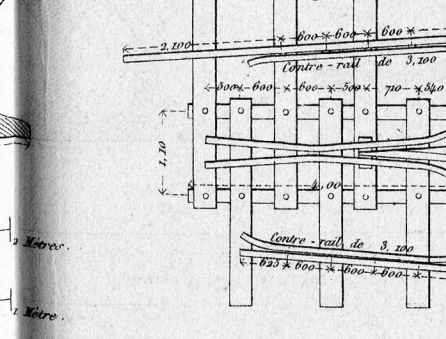 2,100 600 600 600
Contre-rail de 3,100
500 600 600 500 710 540
1,10
4,00
2 Mètres.
Contre-rail de 3,100
625 600 600 600
1 Mètre.